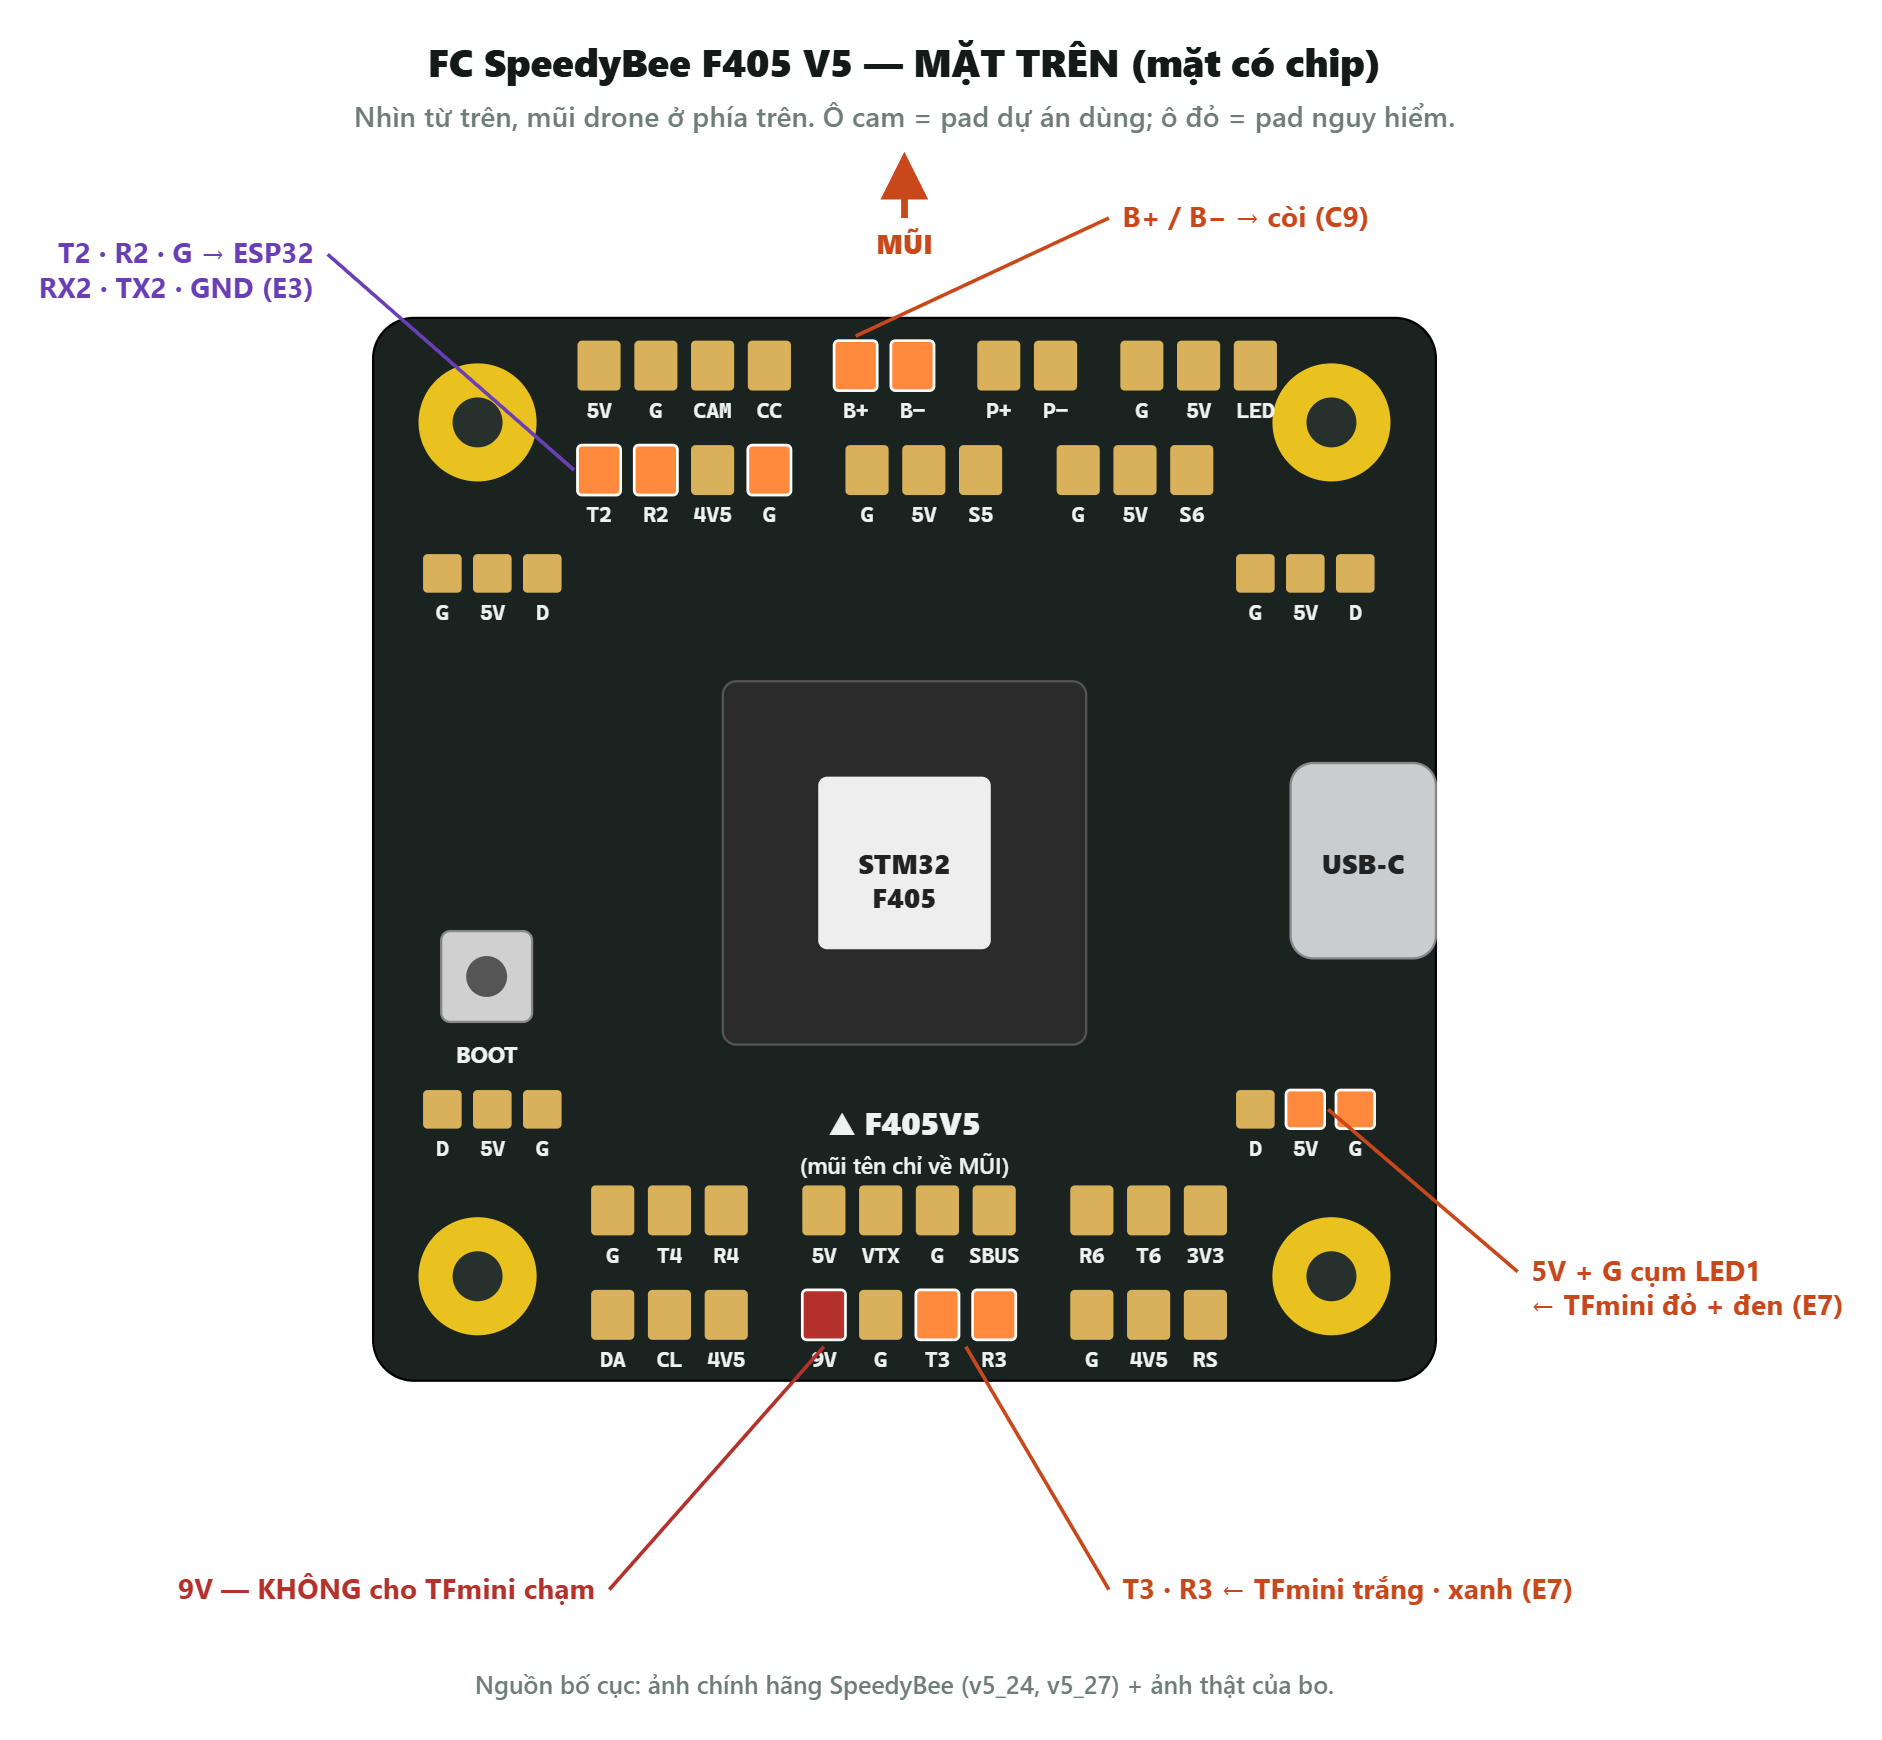 FC SpeedyBee F405 V5 — MẶT TRÊN (mặt có chip)
Nhìn từ trên, mũi drone ở phía trên. Ô cam = pad dự án dùng; ô đỏ = pad nguy hiểm.
MŨI
B+ / B− → còi (C9)
T2 · R2 · G → ESP32
RX2 · TX2 · GND (E3)
5V G CAM CC B+ B− P+ P− G 5V LED
T2 R2 4V5 G G 5V S5 G 5V S6
G 5V D G 5V D
STM32
F405
USB-C
BOOT
D 5V G D 5V G
▲ F405V5
(mũi tên chỉ về MŨI)
G T4 R4 5V VTX G SBUS R6 T6 3V3
DA CL 4V5 9V G T3 R3 G 4V5 RS
5V + G cụm LED1
← TFmini đỏ + đen (E7)
9V — KHÔNG cho TFmini chạm
T3 · R3 ← TFmini trắng · xanh (E7)
Nguồn bố cục: ảnh chính hãng SpeedyBee (v5_24, v5_27) + ảnh thật của bo.